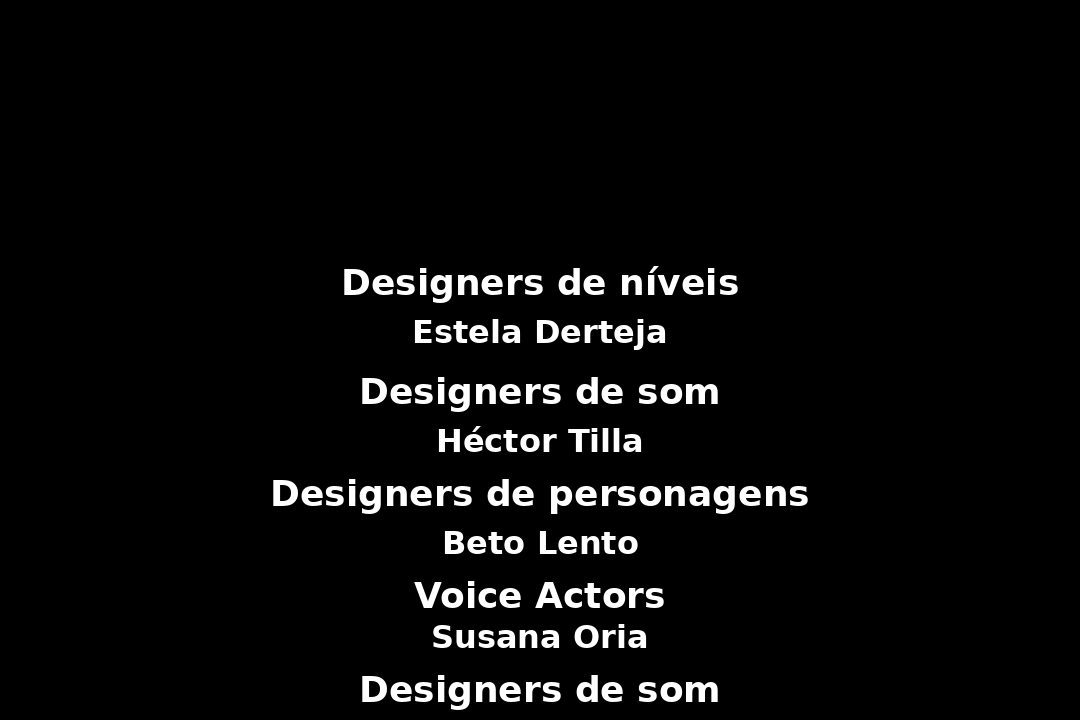 Designers de níveis
Estela Derteja
Designers de som
Héctor Tilla
Designers de personagens
Beto Lento
Voice Actors
Susana Oria
Designers de som